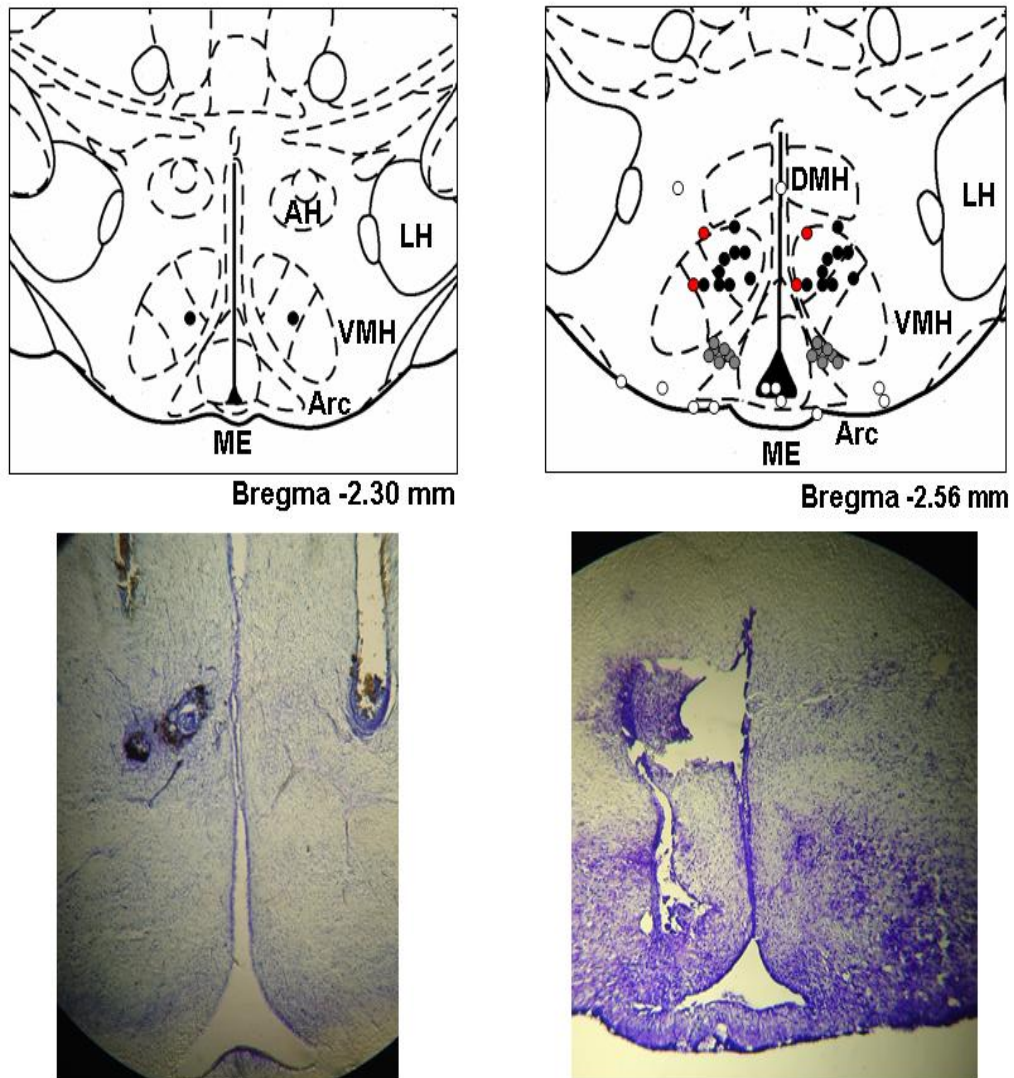 AH
LH
VMH
Arc
ME
Bregma -2.30 mm
DMH
LH
VMH
Arc
ME
Bregma -2.56 mm